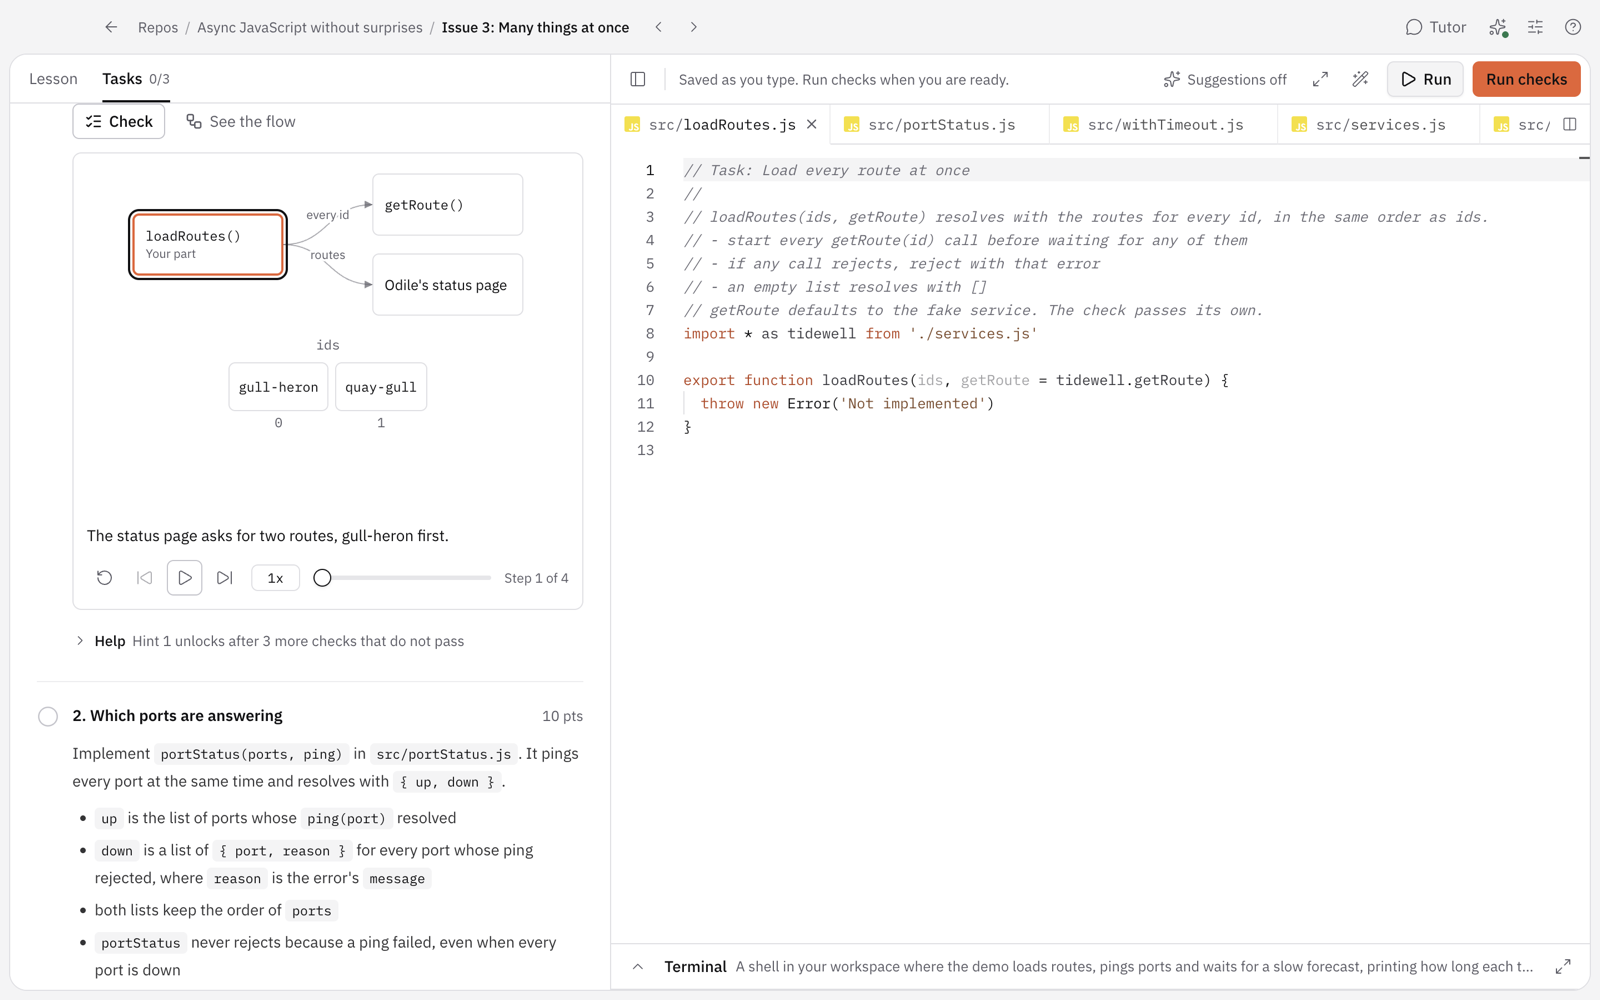 Repos / Async JavaScript without surprises / Issue 3: Many things at once
Tutor
Lesson
Tasks 0/3
Check
See the flow
loadRoutes()
Your part
every id
routes
getRoute()
Odile's status page
ids
gull-heron
quay-gull
0
1
The status page asks for two routes, gull-heron first.
1x
Step 1 of 4
Help Hint 1 unlocks after 3 more checks that do not pass
2. Which ports are answering
10 pts
Implement portStatus(ports, ping) in src/portStatus.js . It pings
every port at the same time and resolves with { up, down } .
• up is the list of ports whose ping(port) resolved
• down is a list of { port, reason } for every port whose ping
rejected, where reason is the error's message
• both lists keep the order of ports
• portStatus never rejects because a ping failed, even when every
port is down
Saved as you type. Run checks when you are ready.
Suggestions off
Run
Run checks
JS src/loadRoutes.js
JS src/portStatus.js
JS src/withTimeout.js
JS src/services.js
JS src/
1 // Task: Load every route at once
2 //
3 // loadRoutes(ids, getRoute) resolves with the routes for every id, in the same order as ids.
4 // - start every getRoute(id) call before waiting for any of them
5 // - if any call rejects, reject with that error
6 // - an empty list resolves with []
7 // getRoute defaults to the fake service. The check passes its own.
8 import * as tidewell from './services.js'
9
10 export function loadRoutes(ids, getRoute = tidewell.getRoute) {
11 throw new Error('Not implemented')
12 }
13
Terminal A shell in your workspace where the demo loads routes, pings ports and waits for a slow forecast, printing how long each t...